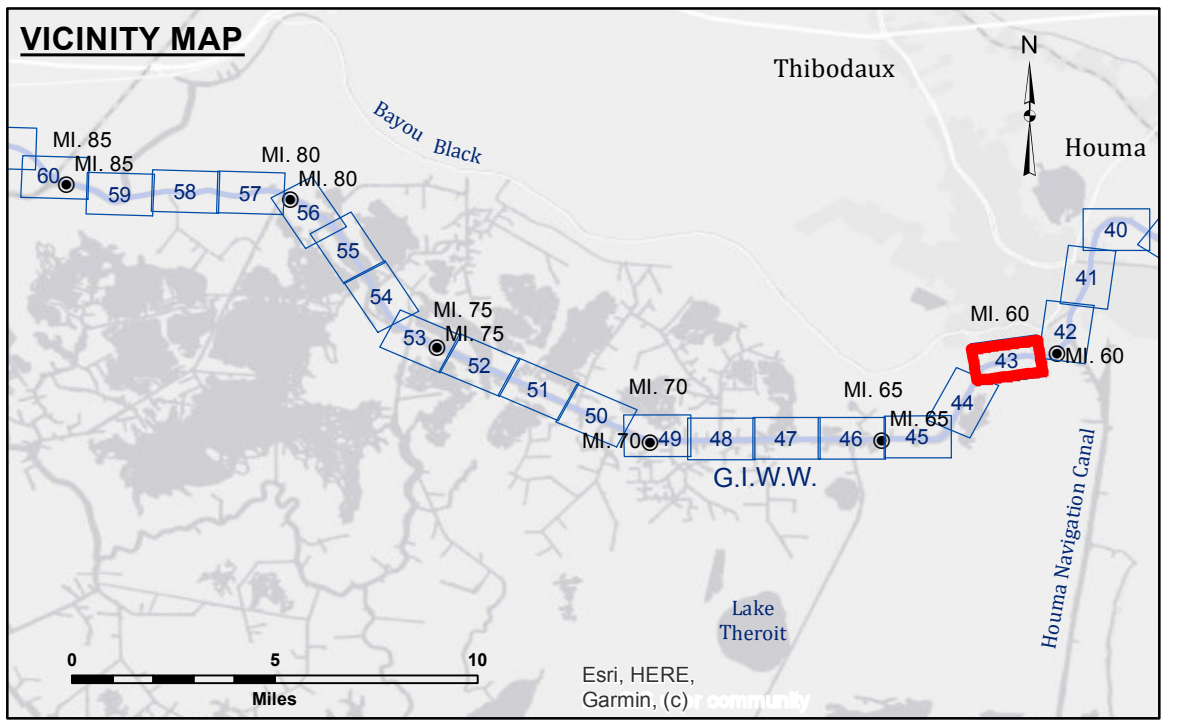 VICINITY MAP
N
Thibodaux
Houma
Bayou Black
MI. 85
MI. 85
MI. 80
MI. 80
60
59
58
57
56
55
54
53
MI. 75
MI. 75
52
51
50
MI. 70
MI. 70
49
48
47
46
45
MI. 65
MI. 65
44
43
MI. 60
MI. 60
42
41
40
G.I.W.W.
Houma Navigation Canal
Lake
Theroit
0 5 10
Miles
Esri, HERE,
Garmin, (c)
community